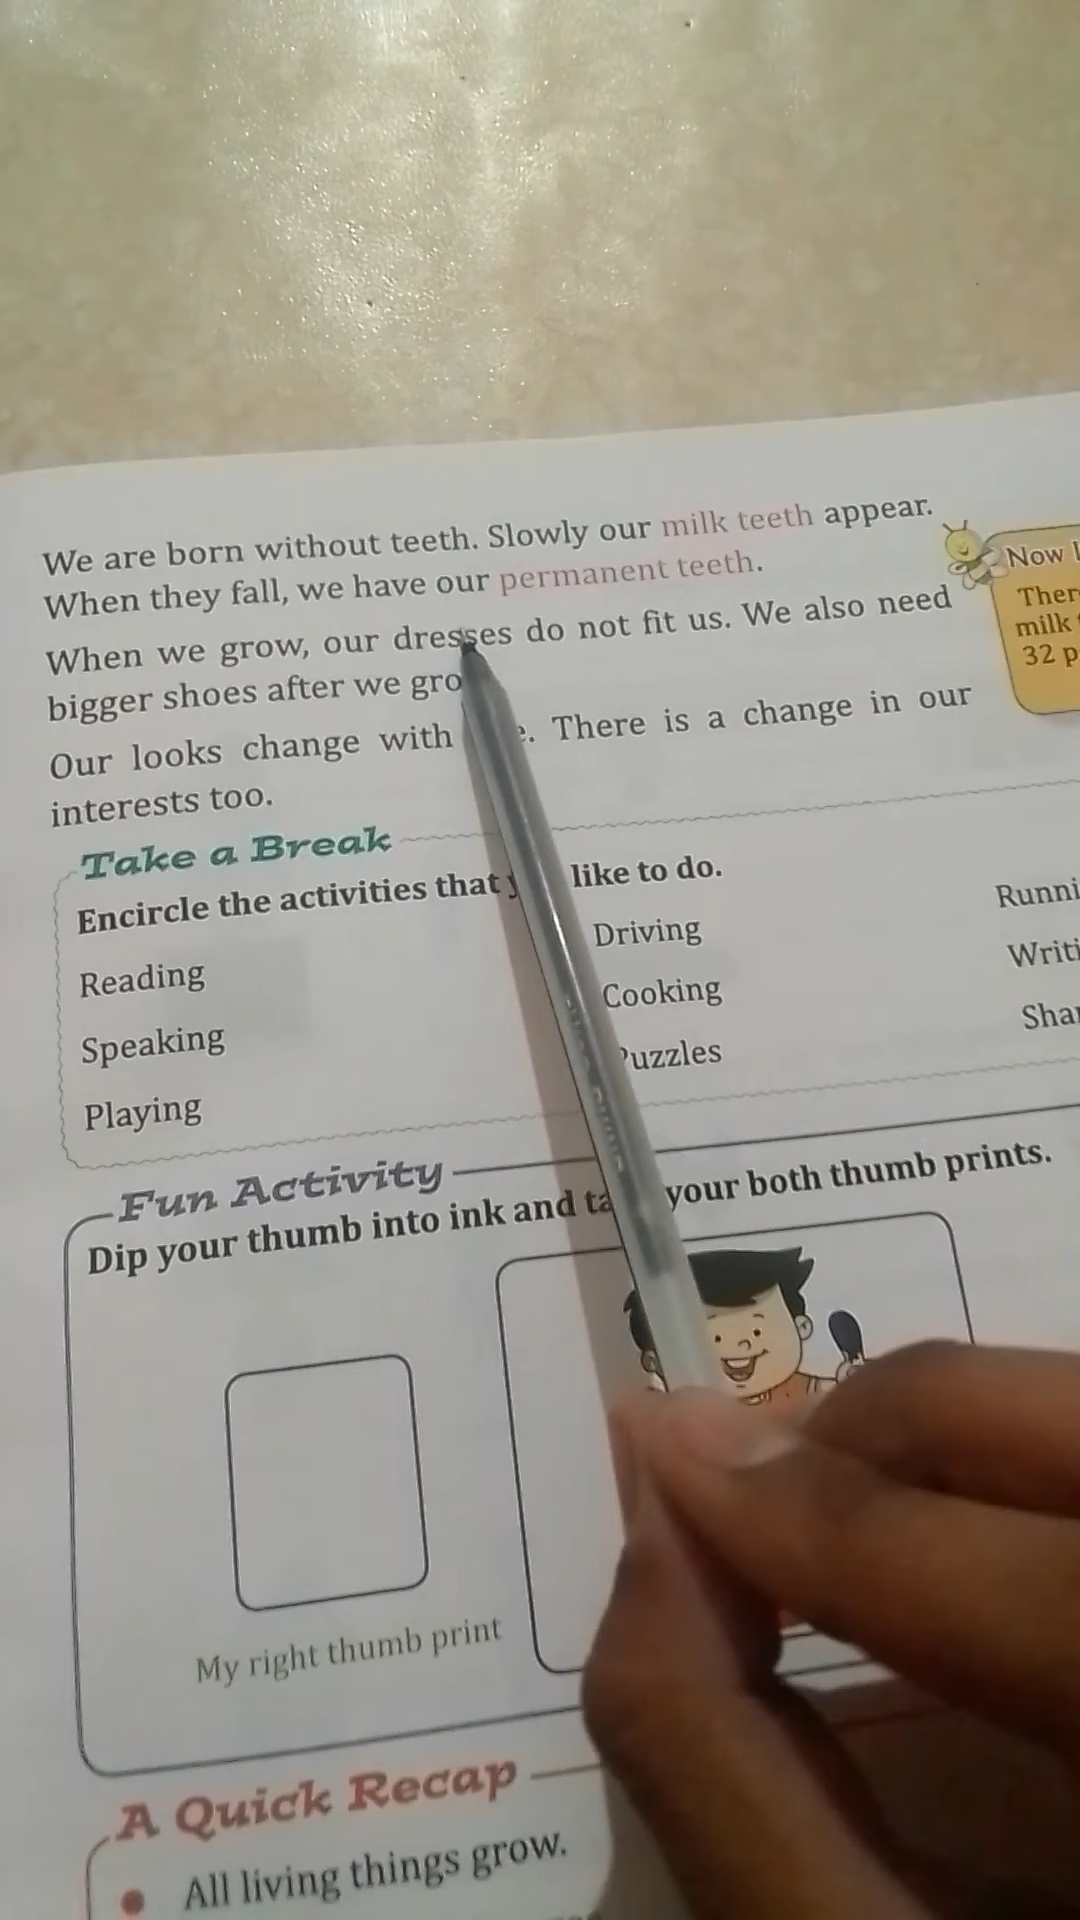 We are born without teeth. Slowly our milk teeth appear.
When they fall, we have our permanent teeth.
When we grow, our dresses do not fit us. We also need
bigger shoes after we gro
Our looks change with e. There is a change in our
interests too.
Now
Ther
milk
32 p
Take a Break
Encircle the activities that y like to do.
Reading Driving Runni
Speaking Cooking Writi
Playing Puzzles Shar
Fun Activity
Dip your thumb into ink and ta your both thumb prints.
My right thumb print
A Quick Recap
All living things grow.